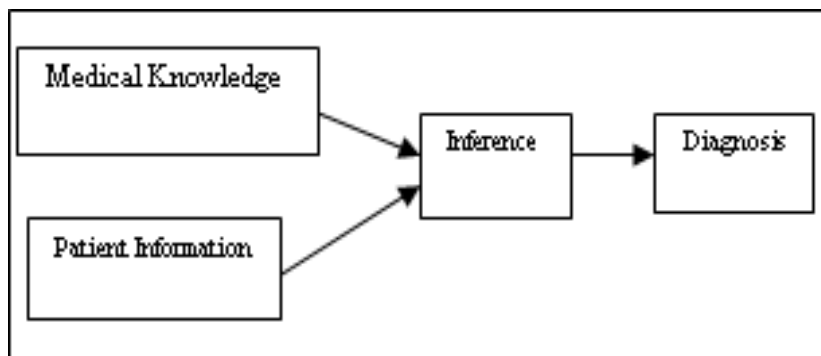 Medical Knowledge
Inference
Diagnosis
Patient Information